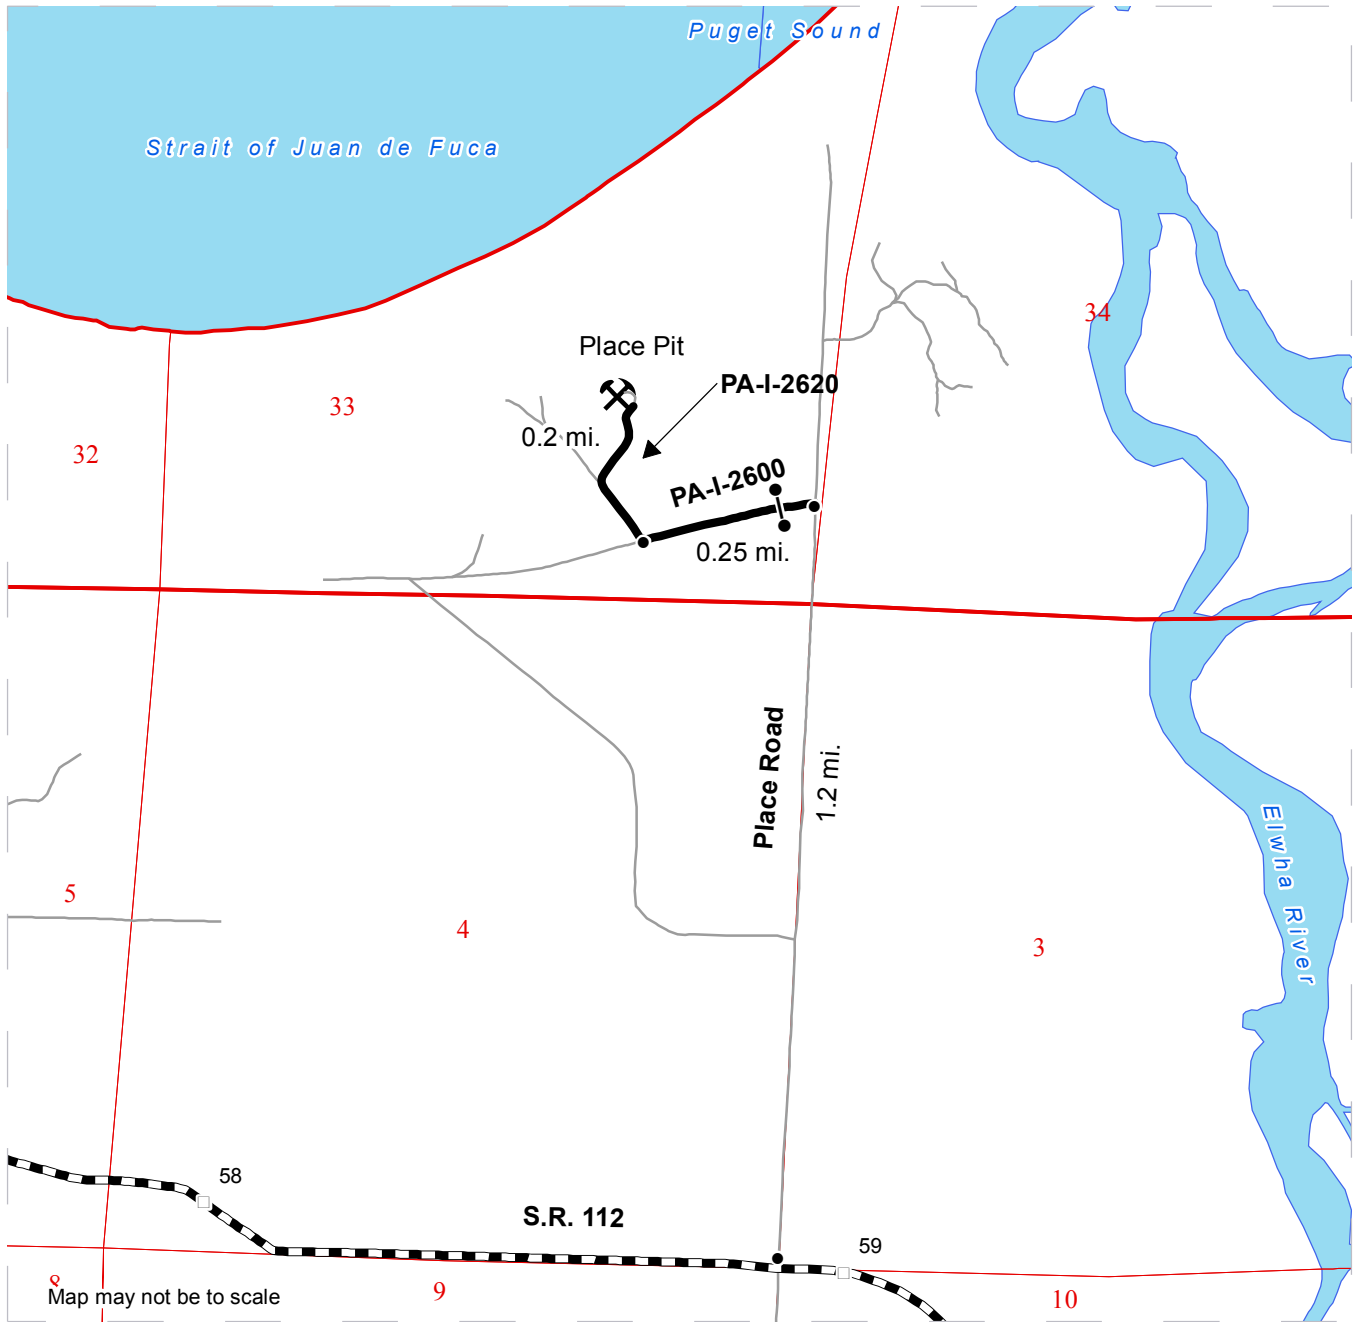 Puget Sound
Strait of Juan de Fuca
34
Place Pit
PA-I-2620
33
0.2 mi.
32
PA-I-2600
0.25 mi.
Place Road
1.2 mi.
Elwha River
5
4
3
58
S.R. 112
59
8
9
10
Map may not be to scale